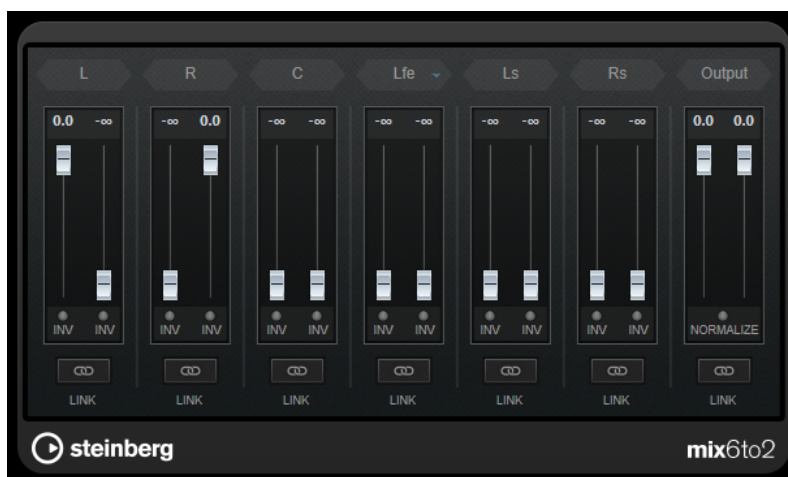 L R C Lfe Ls Rs Output
0.0 -∞ -∞ 0.0 -∞ -∞ -∞ -∞ -∞ -∞ -∞ -∞ 0.0 0.0
INV INV INV INV INV INV INV INV INV INV INV INV NORMALIZE
LINK LINK LINK LINK LINK LINK LINK
steinberg mix6to2